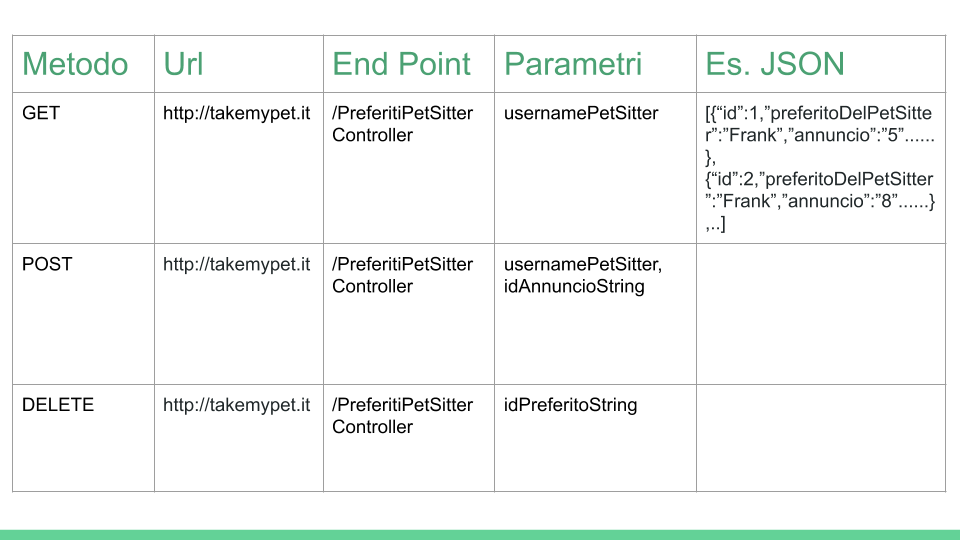 Metodo
Url
End Point
Parametri
Es. JSON
GET
http://takemypet.it
/PreferitiPetSitter
Controller
usernamePetSitter
[{“id”:1,”preferitoDelPetSitte
r”:”Frank”,”annuncio”:”5”......
},
{“id”:2,”preferitoDelPetSitter
”:”Frank”,”annuncio”:”8”......}
,..]
POST
http://takemypet.it
/PreferitiPetSitter
Controller
usernamePetSitter,
idAnnuncioString
DELETE
http://takemypet.it
/PreferitiPetSitter
Controller
idPreferitoString